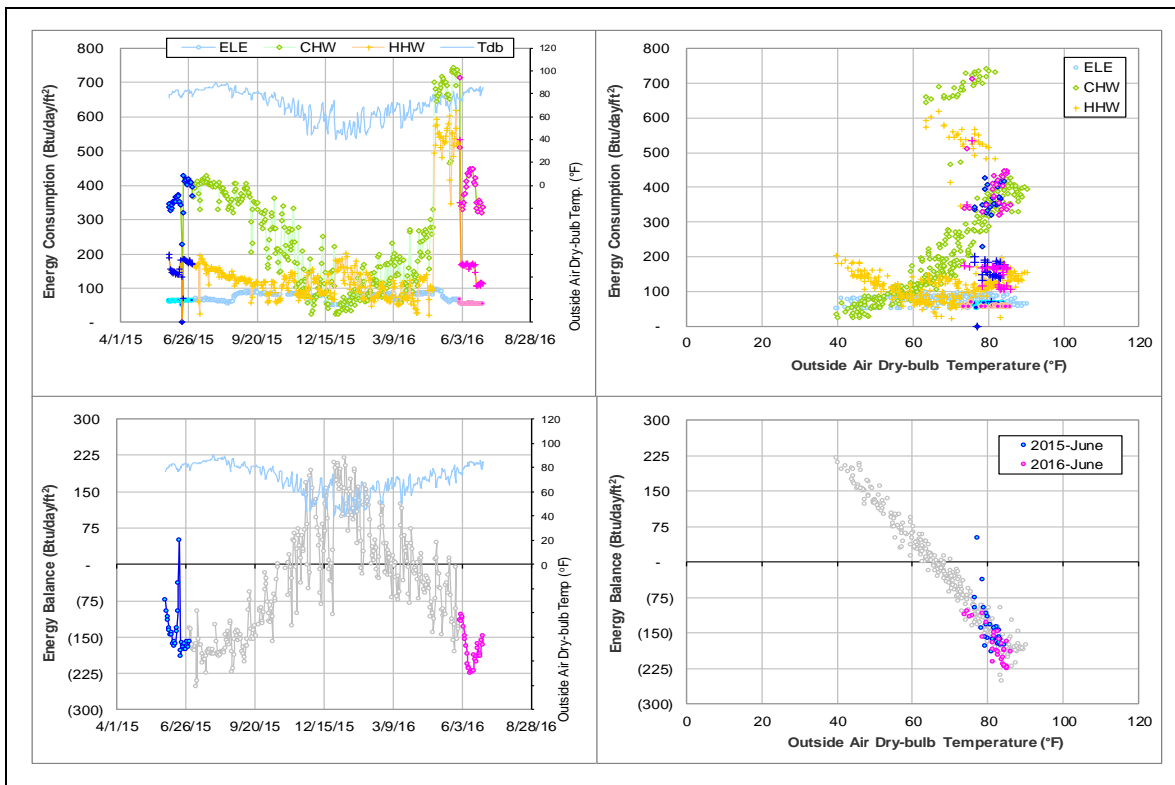 ELE CHW HHW Tdb
Energy Consumption (Btu/day/ft²)
800
700
600
500
400
300
200
100
-
120
100
80
60
40
20
0
Outside Air Dry-bulb Temp. (°F)
4/1/15 6/26/15 9/20/15 12/15/15 3/9/16 6/3/16 8/28/16
Energy Consumption (Btu/day/ft²)
800
700
600
500
400
300
200
100
-
ELE
CHW
HHW
0 20 40 60 80 100 120
Outside Air Dry-bulb Temperature (°F)
Energy Balance (Btu/day/ft²)
300
225
150
75
-
(75)
(150)
(225)
(300)
120
100
80
60
40
20
0
Outside Air Dry-bulb Temp (°F)
4/1/15 6/26/15 9/20/15 12/15/15 3/9/16 6/3/16 8/28/16
Energy Balance (Btu/day/ft²)
300
225
150
75
-
(75)
(150)
(225)
(300)
2015-June
2016-June
0 20 40 60 80 100 120
Outside Air Dry-bulb Temperature (°F)